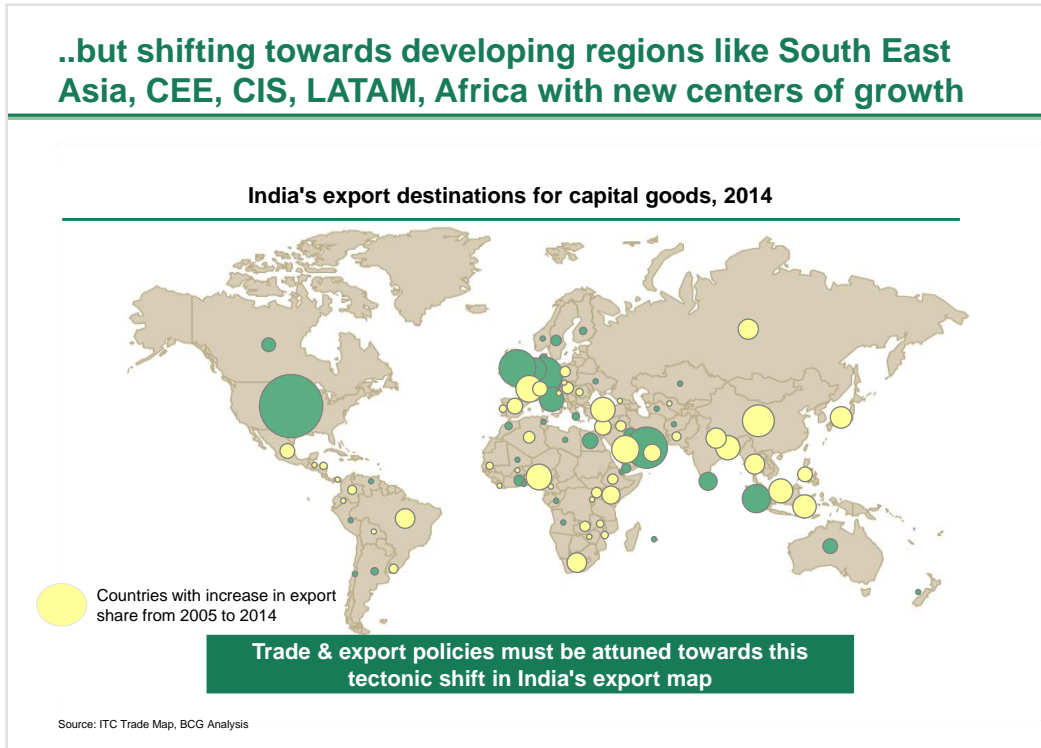 ..but shifting towards developing regions like South East
Asia, CEE, CIS, LATAM, Africa with new centers of growth
India's export destinations for capital goods, 2014
Countries with increase in export
share from 2005 to 2014
Trade & export policies must be attuned towards this
tectonic shift in India's export map
Source: ITC Trade Map, BCG Analysis